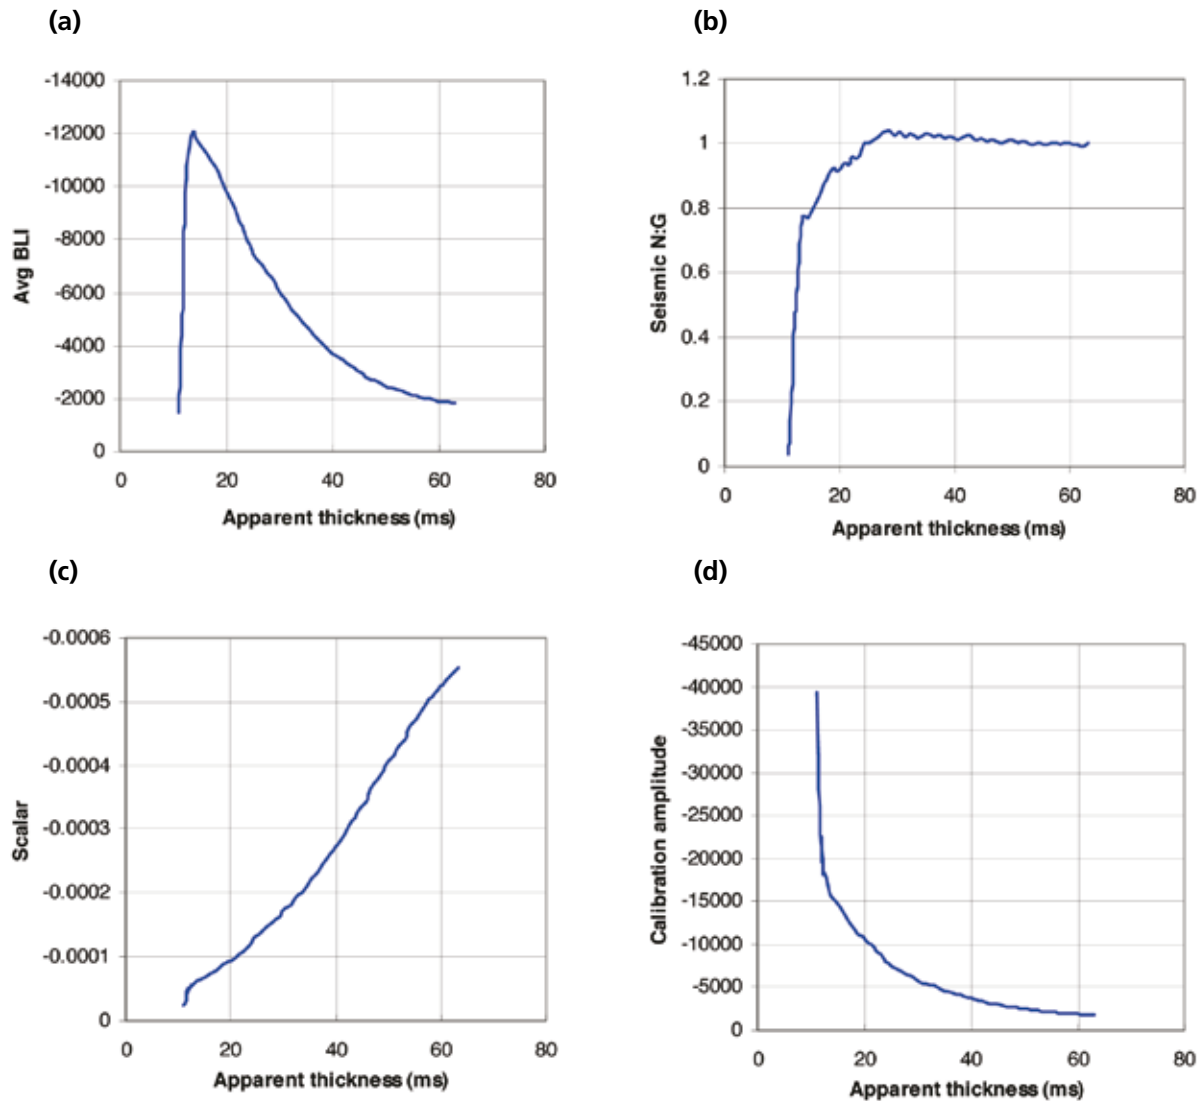 (a)
-14000
-12000
-10000
-8000
-6000
-4000
-2000
0
Avg BLI
0 20 40 60 80
Apparent thickness (ms)
(b)
1.2
1
0.8
0.6
0.4
0.2
0
Seismic N:G
0 20 40 60 80
Apparent thickness (ms)
(c)
-0.0006
-0.0005
-0.0004
-0.0003
-0.0002
-0.0001
0
Scalar
0 20 40 60 80
Apparent thickness (ms)
(d)
-45000
-40000
-35000
-30000
-25000
-20000
-15000
-10000
-5000
0
Calibration amplitude
0 20 40 60 80
Apparent thickness (ms)